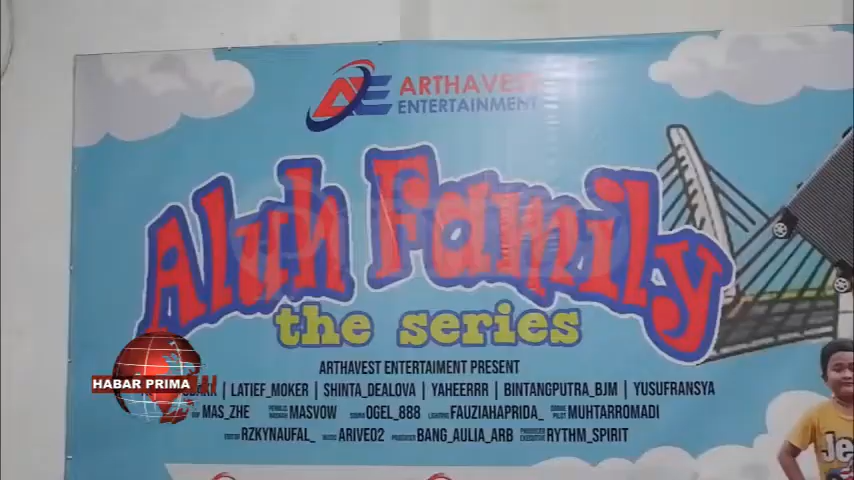 ARTHAVEST
ENTERTAINMENT
Aluh Family
the series
ARTHAVEST ENTERTAIMENT PRESENT
| LATIEF_MOKER | SHINTA_DEALOVA | YAHEERRR | BINTANGPUTRA_BJM | YUSUFRANSYA
MAS_ZHE MASVOW OGEL_888 FAUZIAHAPRIDA_ MUHTARROMADI
RZKYNAUFAL_ ARIVE02 BANG_AULIA_ARB RYTHM_SPIRIT
HABAR PRIMA